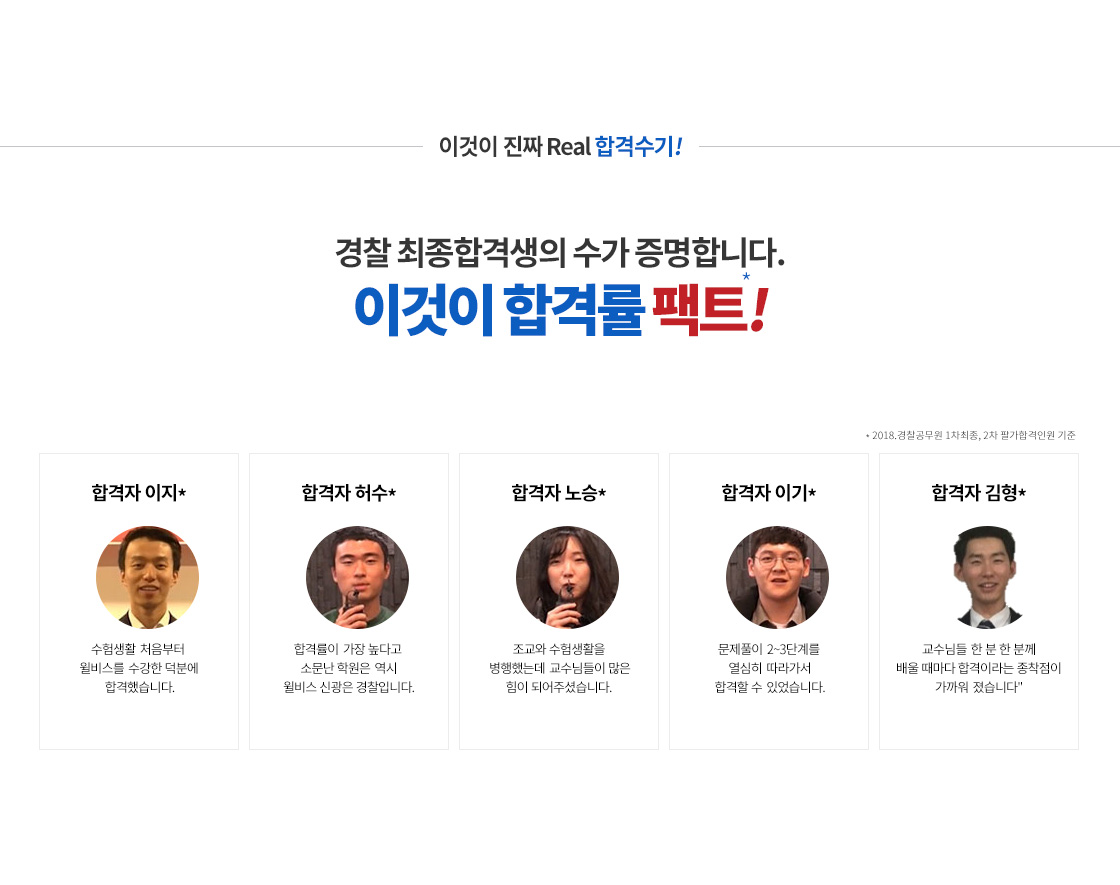 이것이 진짜 Real 합격수기!
경찰 최종합격생의 수가 증명합니다.
이것이 합격률 팩트*!
• 2018.경찰공무원 1차최종, 2차 필기합격인원 기준
합격자 이지*
수험생활 처음부터
윌비스를 수강한 덕분에
합격했습니다.
합격자 허수*
합격률이 가장 높다고
소문난 학원은 역시
윌비스 신광은 경찰입니다.
합격자 노승*
조교와 수험생활을
병행했는데 교수님들이 많은
힘이 되어주셨습니다.
합격자 이기*
문제풀이 2~3단계를
열심히 따라가서
합격할 수 있었습니다.
합격자 김형*
교수님들 한 분 한 분께
배울 때마다 합격이라는 종착점이
가까워 졌습니다"